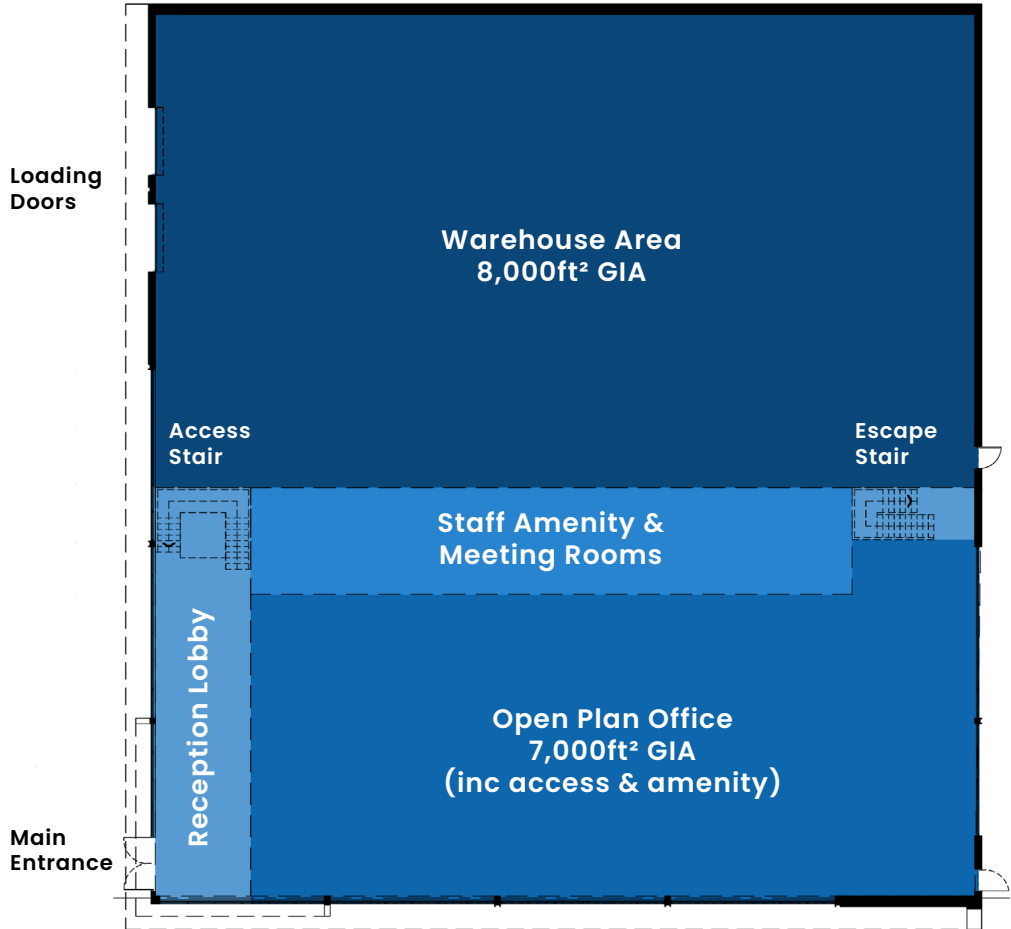 Loading
Doors
Warehouse Area
8,000ft² GIA
Access
Stair
Escape
Stair
Staff Amenity &
Meeting Rooms
Reception Lobby
Open Plan Office
7,000ft² GIA
(inc access & amenity)
Main
Entrance